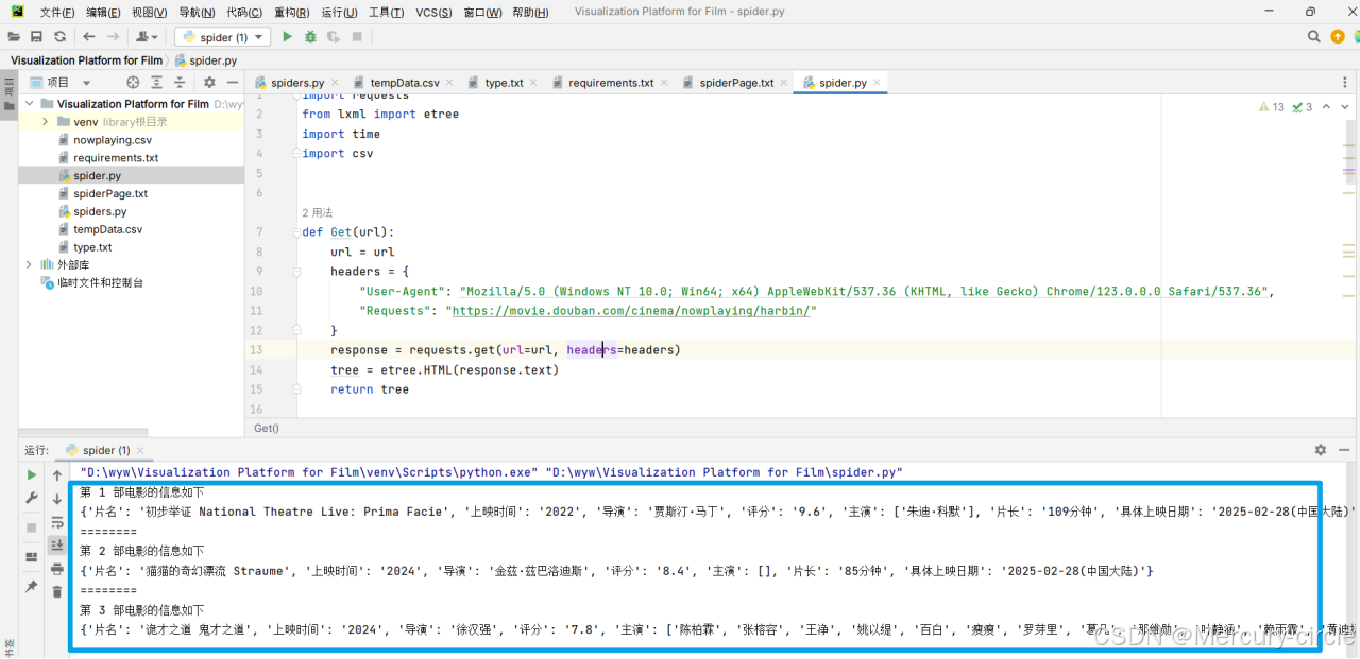 文件(F) 编辑(E) 视图(V) 导航(N) 代码(C) 重构(R) 运行(U) 工具(T) VCS(S) 窗口(W) 帮助(H) Visualization Platform for Film - spider.py
spider (1)
Visualization Platform for Film spider.py
项目
项目 spiders.py tempData.csv type.txt requirements.txt spiderPage.txt spider.py
Visualization Platform for Film D:\wy
venv library根目录
nowplaying.csv
requirements.txt
spider.py
spiderPage.txt
spiders.py
tempData.csv
type.txt
外部库
临时文件和控制台
13 3
1 import requests
2 from lxml import etree
3 import time
4 import csv
5
6
2 用法
7 def Get(url):
8 url = url
9 headers = {
10 "User-Agent": "Mozilla/5.0 (Windows NT 10.0; Win64; x64) AppleWebKit/537.36 (KHTML, like Gecko) Chrome/123.0.0.0 Safari/537.36",
11 "Requests": "https://movie.douban.com/cinema/nowplaying/harbin/"
12 }
13 response = requests.get(url=url, headers=headers)
14 tree = etree.HTML(response.text)
15 return tree
16
Get()
运行: spider (1)
"D:\wyw\Visualization Platform for Film\venv\Scripts\python.exe" "D:\wyw\Visualization Platform for Film\spider.py"
第 1 部电影的信息如下
{'片名': '初步举证 National Theatre Live: Prima Facie', '上映时间': '2022', '导演': '贾斯汀·马丁', '评分': '9.6', '主演': ['朱迪·科默'], '片长': '109分钟', '具体上映日期': '2025-02-28(中国大陆)'
========
第 2 部电影的信息如下
{'片名': '猫猫的奇幻漂流 Straume', '上映时间': '2024', '导演': '金兹·兹巴洛迪斯', '评分': '8.4', '主演': [], '片长': '85分钟', '具体上映日期': '2025-02-28(中国大陆)'}
========
第 3 部电影的信息如下
{'片名': '诡才之道 鬼才之道', '上映时间': '2024', '导演': '徐汉强', '评分': '7.8', '主演': ['陈柏霖', '张榕容', '王净', '姚以缇', '百白', '瘦瘦', '罗芽里',
书签
CSDN @Mercury-circle